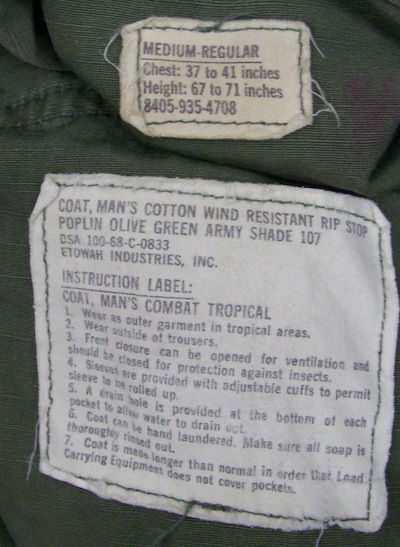 MEDIUM-REGULAR
Chest: 37 to 41 inches
Height: 67 to 71 inches
8405-935-4708
COAT, MAN'S COTTON WIND RESISTANT RIP STOP
POPLIN OLIVE GREEN ARMY SHADE 107
DSA 100-68-C-0833
ETOWAH INDUSTRIES, INC.
INSTRUCTION LABEL:
COAT, MAN'S COMBAT TROPICAL
1. Wear as outer garment in tropical areas.
2. Wear outside of trousers.
3. Front closure can be opened for ventilation and
should be closed for protection against insects.
4. Sleeves are provided with adjustable cuffs to permit
sleeve to be rolled up.
5. A drain hole is provided at the bottom of each
pocket to allow water to drain out.
6. Coat can be hand laundered. Make sure all soap is
thoroughly rinsed out.
7. Coat is made longer than normal in order that Load
Carrying Equipment does not cover pockets.